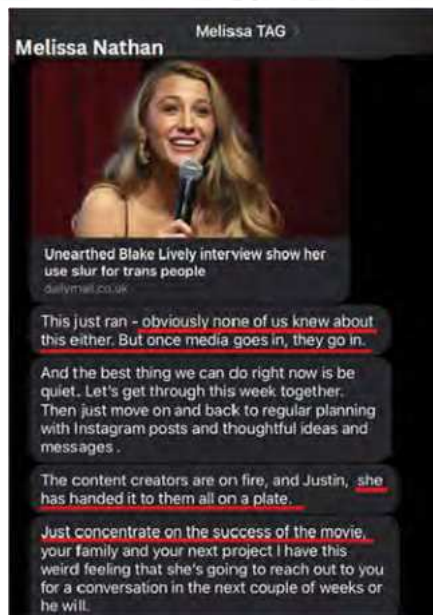 Melissa TAG
Melissa Nathan
Unearthed Blake Lively interview show her
use slur for trans people
dailymail.co.uk
This just ran - obviously none of us knew about
this either. But once media goes in, they go in.
And the best thing we can do right now is be
quiet. Let's get through this week together.
Then just move on and back to regular planning
with Instagram posts and thoughtful ideas and
messages .
The content creators are on fire, and Justin, she
has handed it to them all on a plate.
Just concentrate on the success of the movie,
your family and your next project I have this
weird feeling that she's going to reach out to you
for a conversation in the next couple of weeks or
he will.